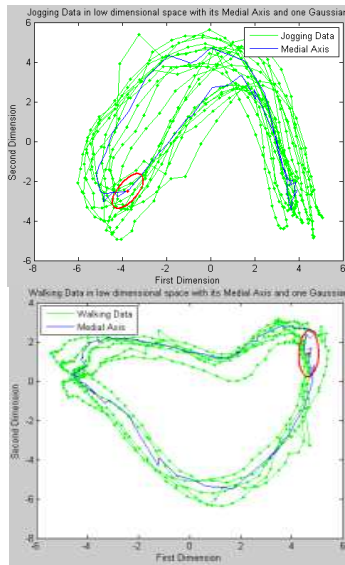 Jogging Data in low dimensional space with its Medial Axis and one Gaussian
Jogging Data
Medial Axis
6
4
2
0
-2
-4
-6
Second Dimension
-8
-6
-4
-2
0
2
4
6
First Dimension
Walking Data in low dimensional space with its Medial Axis and one Gaussian
Walking Data
Medial Axis
4
2
0
-2
-4
-6
-8
Second Dimension
-6
-4
-2
0
2
4
6
First Dimension